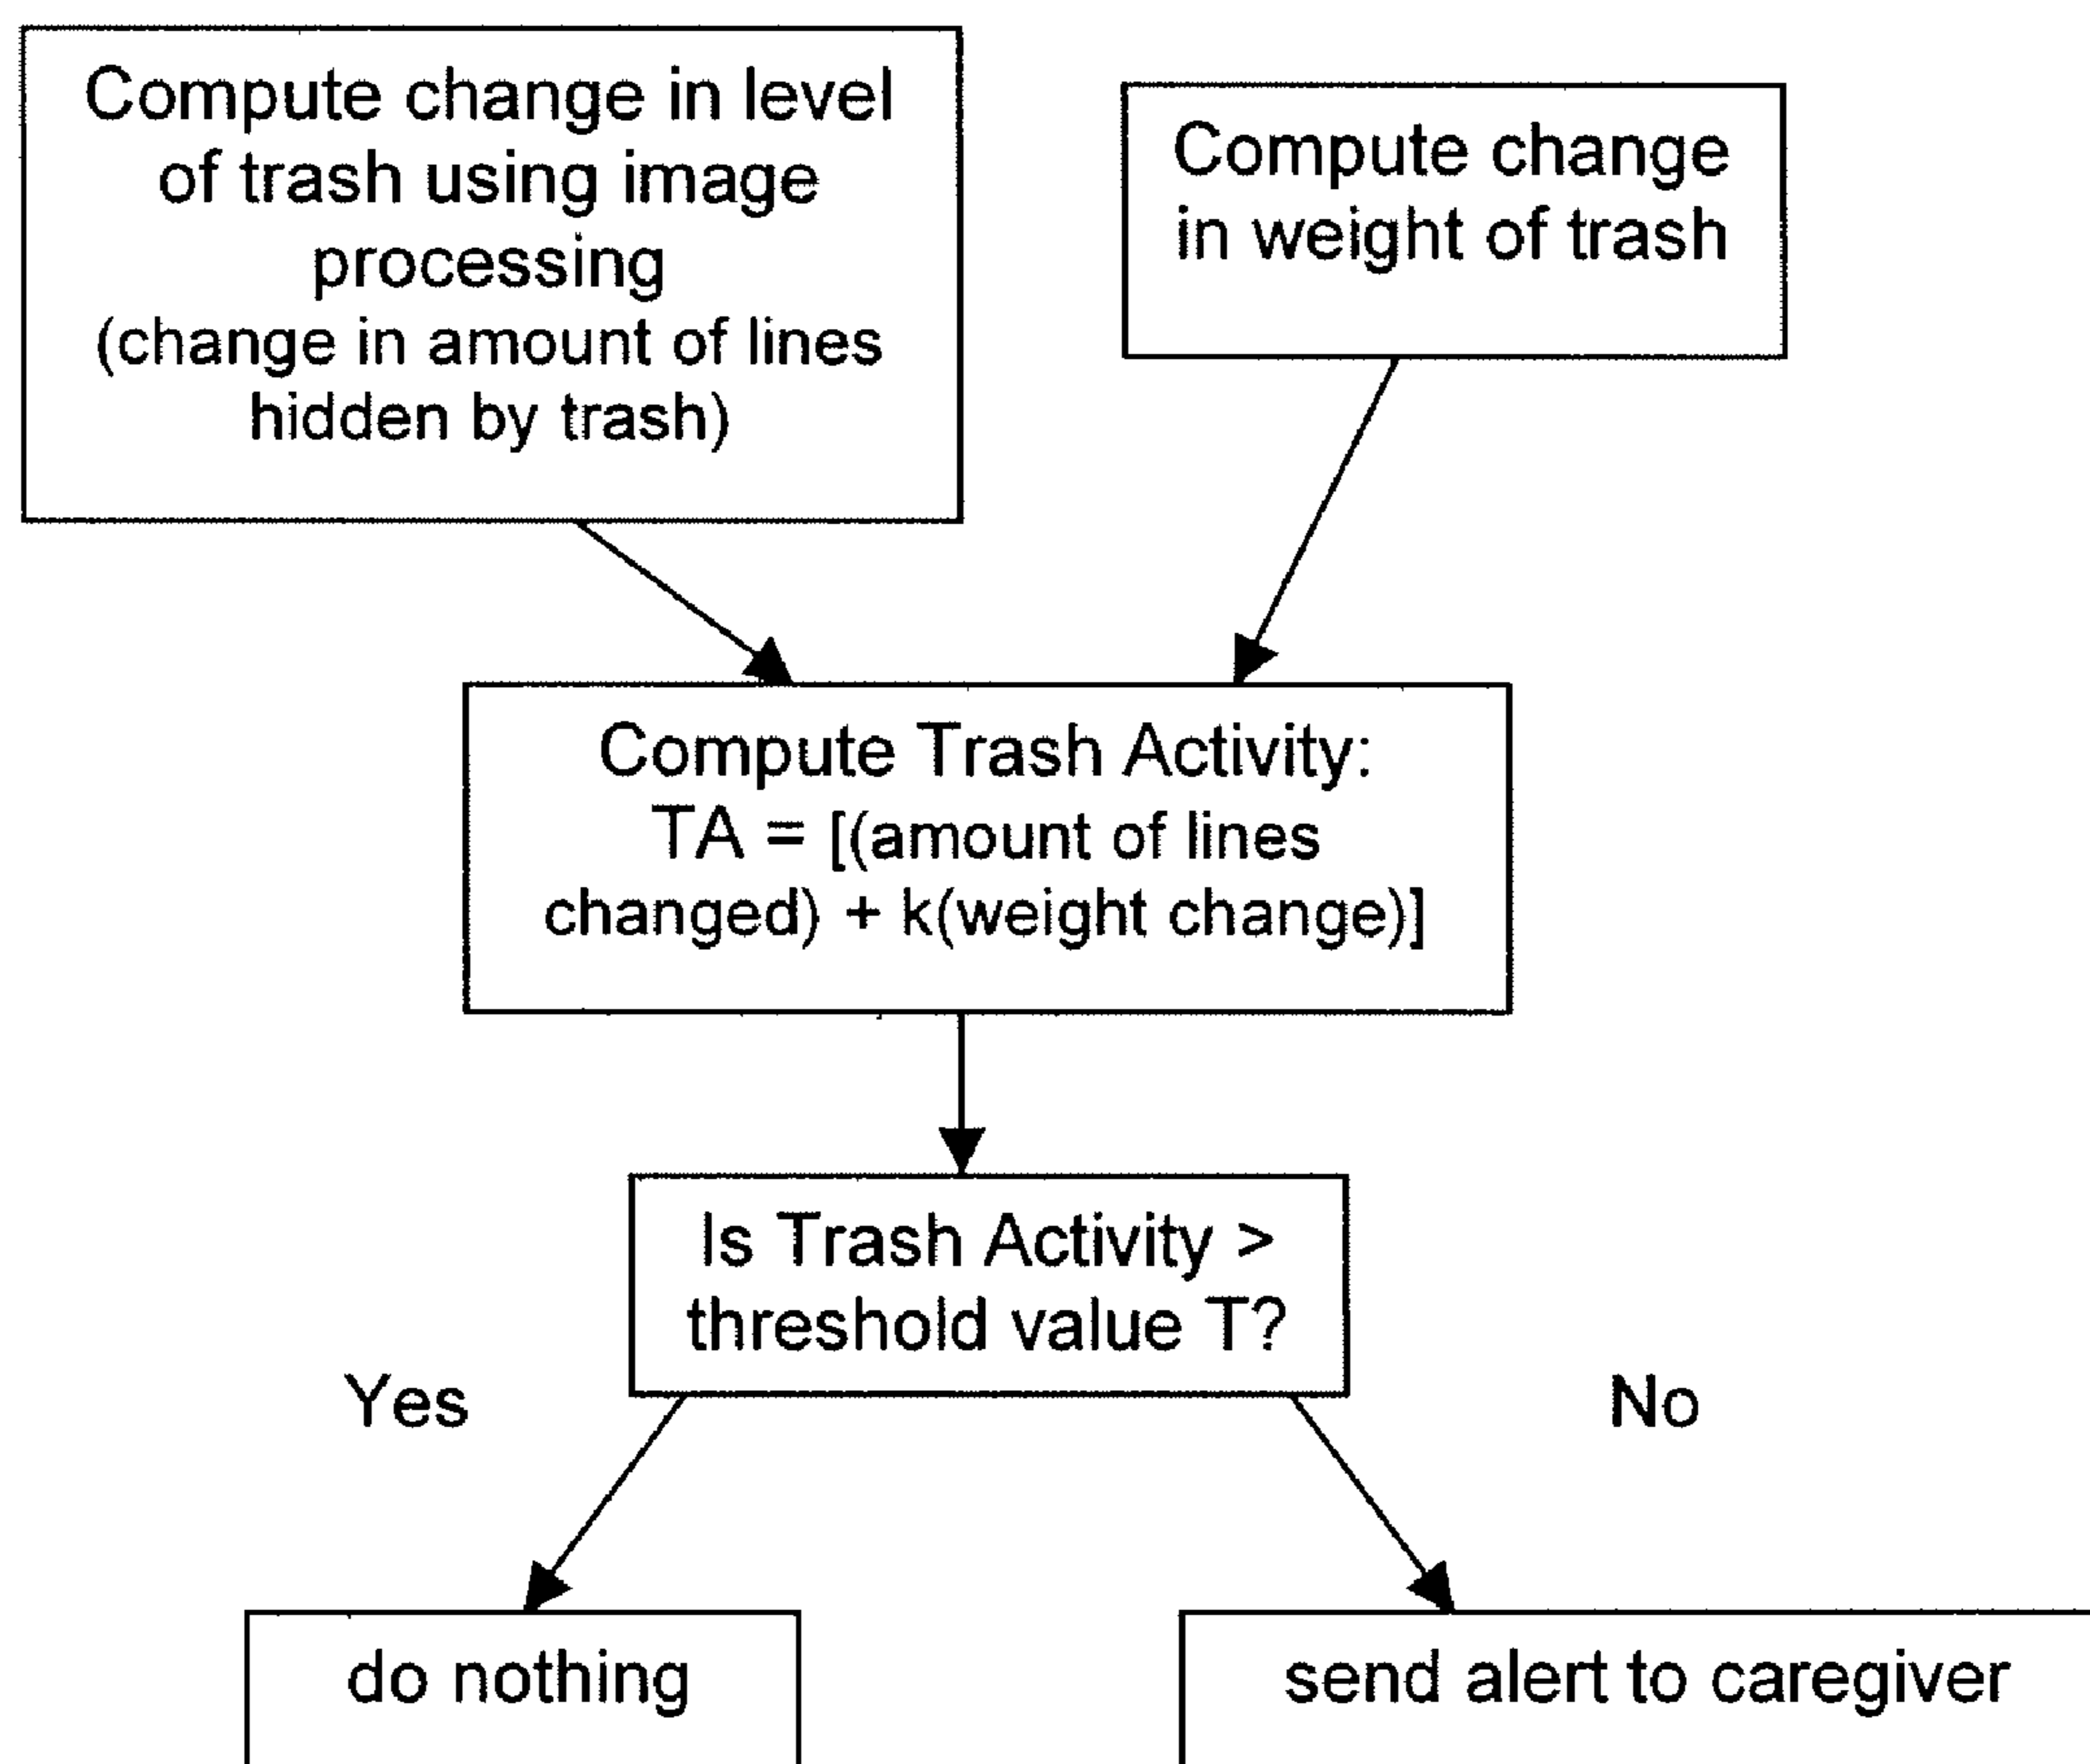 Compute change in level
of trash using image
processing
(change in amount of lines
hidden by trash)
Compute change
in weight of trash
Compute Trash Activity:
TA = [(amount of lines
changed) + k(weight change)]
Is Trash Activity >
threshold value T?
Yes
No
do nothing
send alert to caregiver